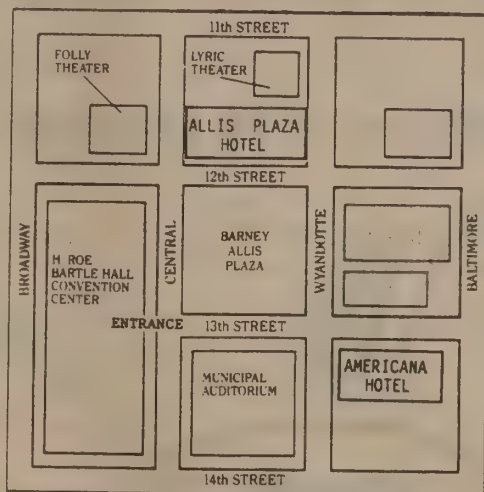 11th STREET
FOLLY
THEATER
LYRIC
THEATER
ALLIS PLAZA
HOTEL
12th STREET
BROADWAY
H. ROE
BARTLE HALL
CONVENTION
CENTER
CENTRAL
BARNEY
ALLIS
PLAZA
WYANDOTTE
BALTIMORE
ENTRANCE
13th STREET
MUNICIPAL
AUDITORIUM
AMERICANA
HOTEL
14th STREET